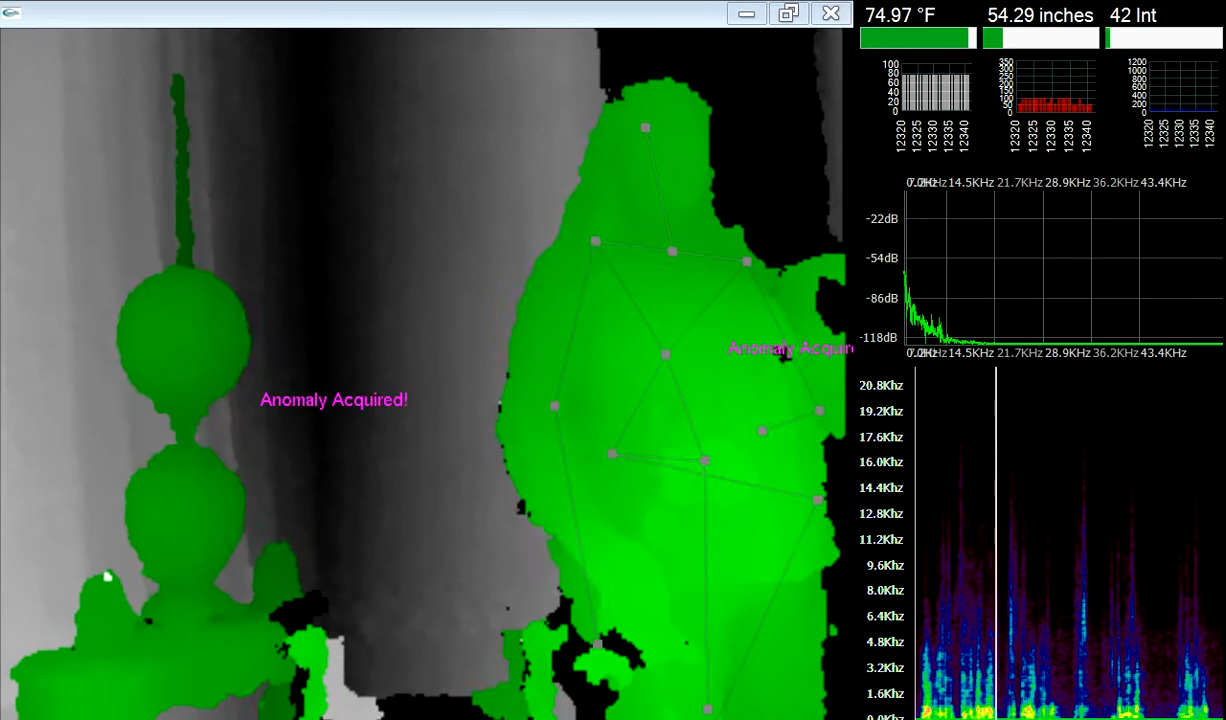 74.97 °F
54.29 inches
42 Int
100
80
60
40
20
0
12320
12325
12330
12335
12340
350
300
250
200
150
100
50
0
12320
12325
12330
12335
12340
1200
1000
800
600
400
200
0
12320
12325
12330
12335
12340
14.5KHz 21.7KHz 28.9KHz 36.2KHz 43.4KHz
-22dB
-54dB
-86dB
-118dB
14.5KHz 21.7KHz 28.9KHz 36.2KHz 43.4KHz
Anomaly Acquire
Anomaly Acquired!
20.8Khz
19.2Khz
17.6Khz
16.0Khz
14.4Khz
12.8Khz
11.2Khz
9.6Khz
8.0Khz
6.4Khz
4.8Khz
3.2Khz
1.6Khz
0.0Khz